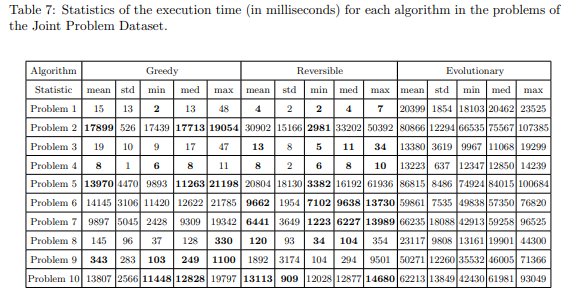 Table 7: Statistics of the execution time (in milliseconds) for each algorithm in the problems of
the Joint Problem Dataset.
Algorithm Greedy Reversible Evolutionary
Statistic mean std min med max mean std min med max mean std min med max
Problem 1 15 13 2 13 48 4 2 2 4 7 20399 1854 18103 20462 23525
Problem 2 17899 526 17439 17713 19054 30902 15166 2981 33202 50392 80866 12294 66535 75567 107385
Problem 3 19 10 9 17 47 13 8 5 11 34 13380 3619 9967 11068 19299
Problem 4 8 1 6 8 11 8 2 6 8 10 13223 637 12347 12850 14239
Problem 5 13970 4470 9893 11263 21198 20804 18130 3382 16192 61936 86815 8486 74924 84015 100684
Problem 6 14145 3106 11420 12622 21785 9662 1954 7102 9638 13730 59861 7535 49838 57350 76820
Problem 7 9897 5045 2428 9309 19342 6441 3649 1223 6227 13989 66235 18088 42913 59258 96525
Problem 8 145 96 37 128 330 120 93 34 104 354 23117 9808 13161 19901 44300
Problem 9 343 283 103 249 1100 1892 3174 104 294 9501 50271 12260 35532 46005 71366
Problem 10 13807 2566 11448 12828 19797 13113 909 12028 12877 14680 62213 13849 42430 61981 93049